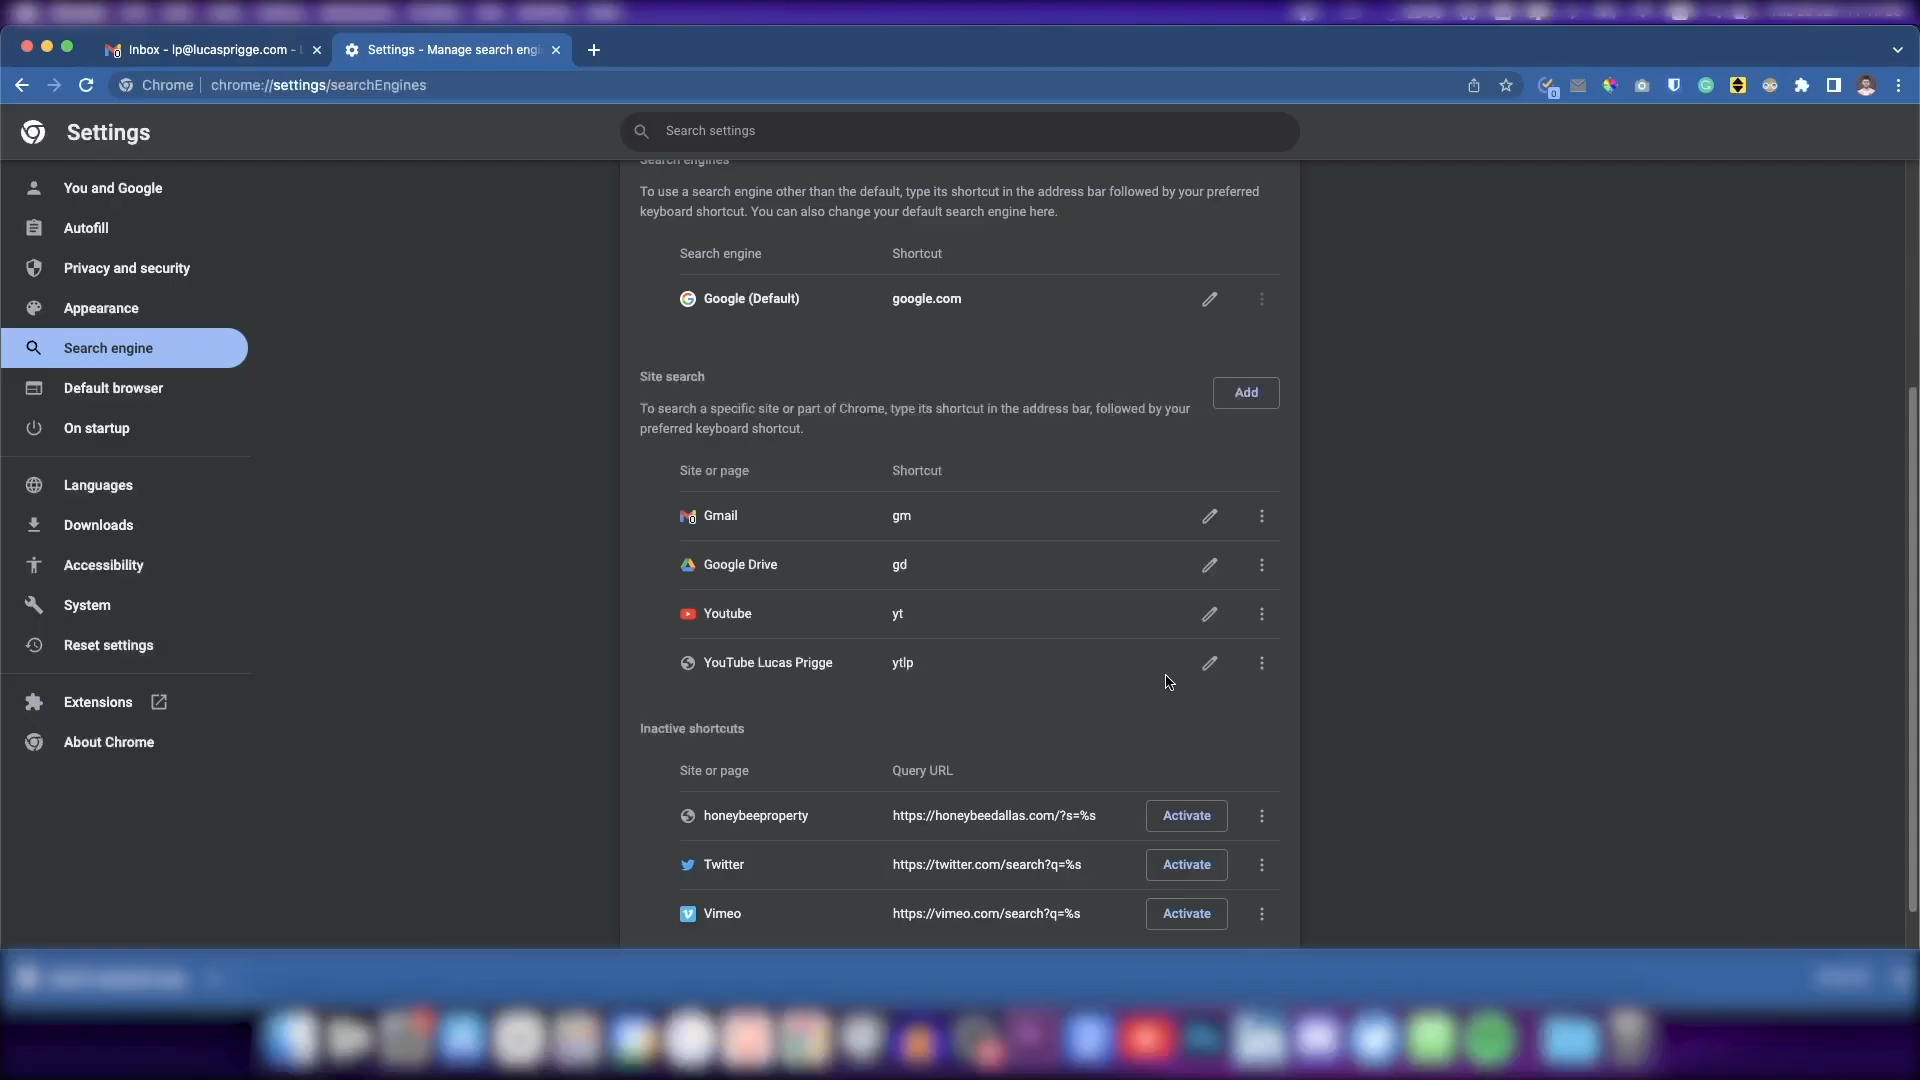 Inbox - lp@lucasprigge.com -
Settings - Manage search engi
Chrome
chrome://settings/searchEngines
0
Settings
Search settings
You and Google
Autofill
Privacy and security
Appearance
Search engine
Default browser
On startup
Languages
Downloads
Accessibility
System
Reset settings
Extensions
About Chrome
Search engines
To use a search engine other than the default, type its shortcut in the address bar followed by your preferred
keyboard shortcut. You can also change your default search engine here.
Search engine Shortcut
Google (Default) google.com
Site search
Add
To search a specific site or part of Chrome, type its shortcut in the address bar, followed by your
preferred keyboard shortcut.
Site or page Shortcut
Gmail gm
Google Drive gd
Youtube yt
YouTube Lucas Prigge ytlp
Inactive shortcuts
Site or page Query URL
honeybeeproperty https://honeybeedallas.com/?s=%s Activate
Twitter https://twitter.com/search?q=%s Activate
Vimeo https://vimeo.com/search?q=%s Activate